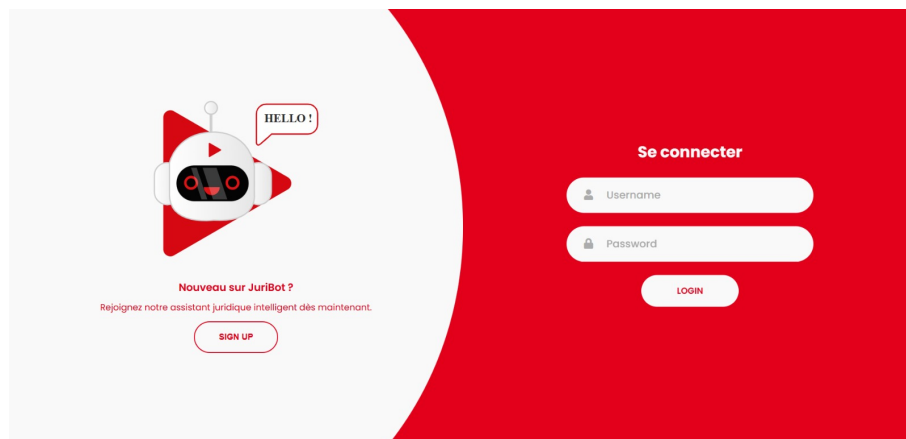 HELLO !
Nouveau sur JuriBot ?
Rejoignez notre assistant juridique intelligent dès maintenant.
SIGN UP
Se connecter
Username
Password
LOGIN